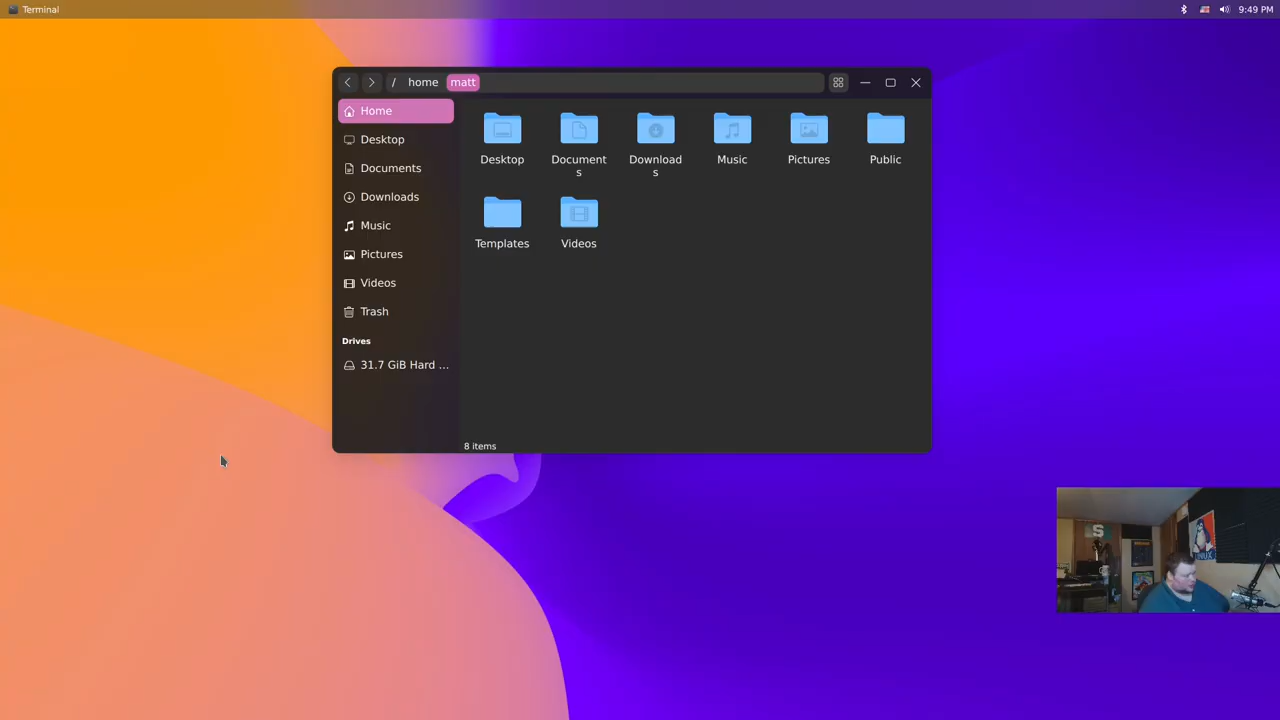 Terminal
9:49 PM
/ home matt
Home
Desktop
Documents
Downloads
Music
Pictures
Videos
Trash
Drives
31.7 GiB Hard ...
Desktop
Document
s
Download
s
Music
Pictures
Public
Templates
Videos
8 items
S